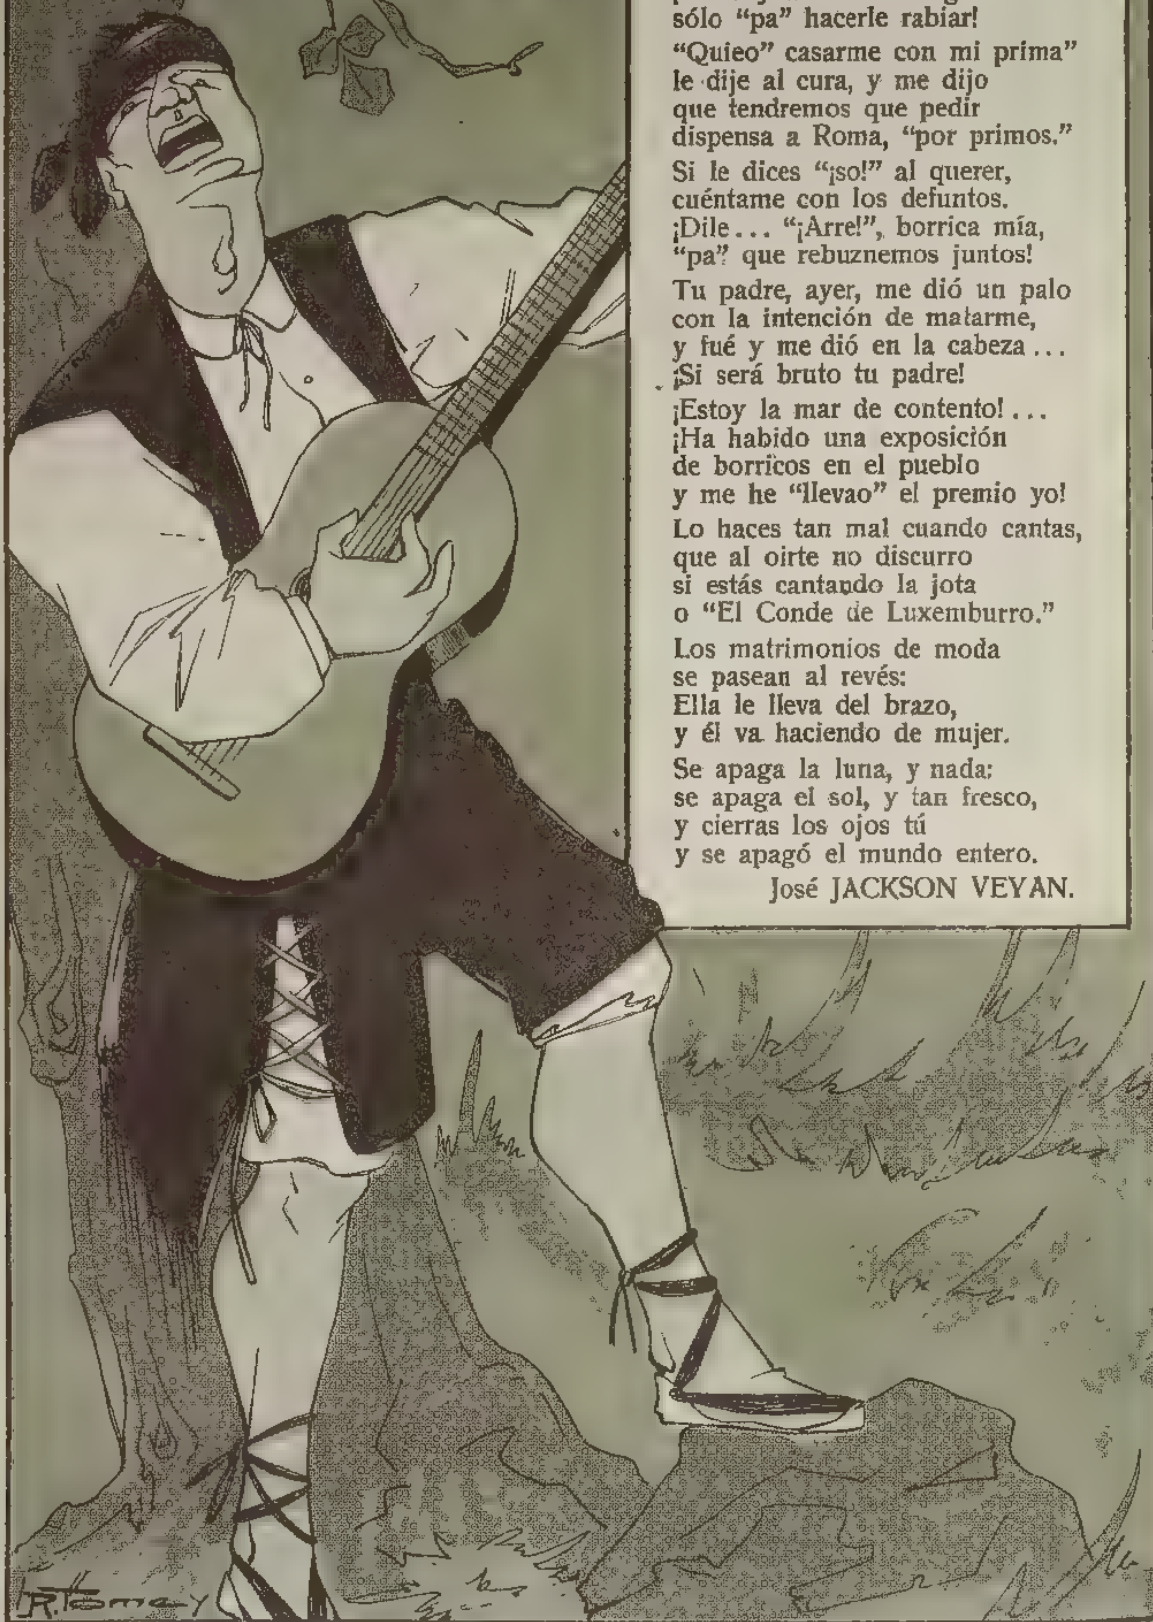 sólo “pa” hacerle rabiar!
“Quieo” casarme con mi prima”
le dije al cura, y me dijo
que tendremos que pedir
dispensa a Roma, “por primos.”
Si le dices “¡so!” al querer,
cuéntame con los defuntos.
¡Dile... “¡Arre!”, borrica mía,
“pa” que rebuznemos juntos!
Tu padre, ayer, me dió un palo
con la intención de matarme,
y fué y me dió en la cabeza...
¡Si será bruto tu padre!
¡Estoy la mar de contento!...
¡Ha habido una exposición
de borricos en el pueblo
y me he “llevao” el premio yo!
Lo haces tan mal cuando cantas,
que al oirte no discurro
si estás cantando la jota
o “El Conde de Luxemburro.”
Los matrimonios de moda
se pasean al revés:
Ella le lleva del brazo,
y él va haciendo de mujer.
Se apaga la luna, y nada;
se apaga el sol, y tan fresco,
y cierras los ojos tú
y se apagó el mundo entero.
José JACKSON VEYAN.
R. Tomey